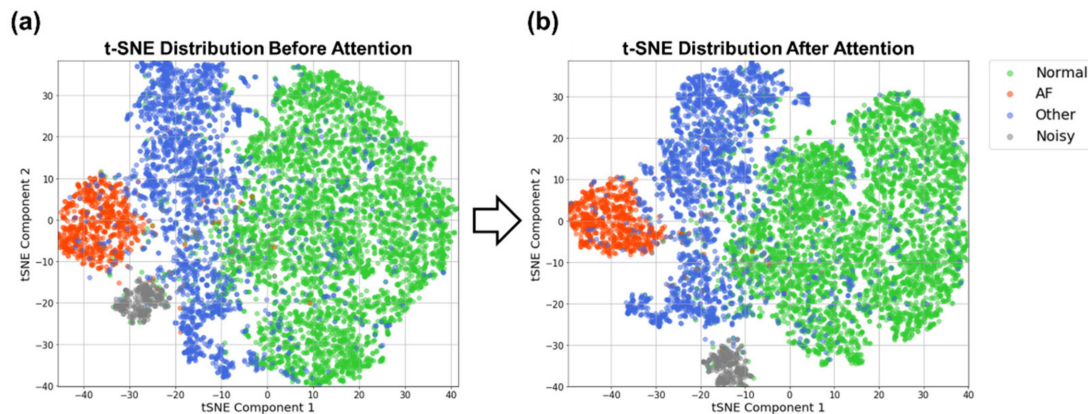 (a)
t-SNE Distribution Before Attention
30
20
10
0
−10
−20
−30
−40
tSNE Component 2
−40 −30 −20 −10 0 10 20 30 40
tSNE Component 1
(b)
t-SNE Distribution After Attention
30
20
10
0
−10
−20
−30
−40
tSNE Component 2
−40 −30 −20 −10 0 10 20 30 40
tSNE Component 1
Normal
AF
Other
Noisy